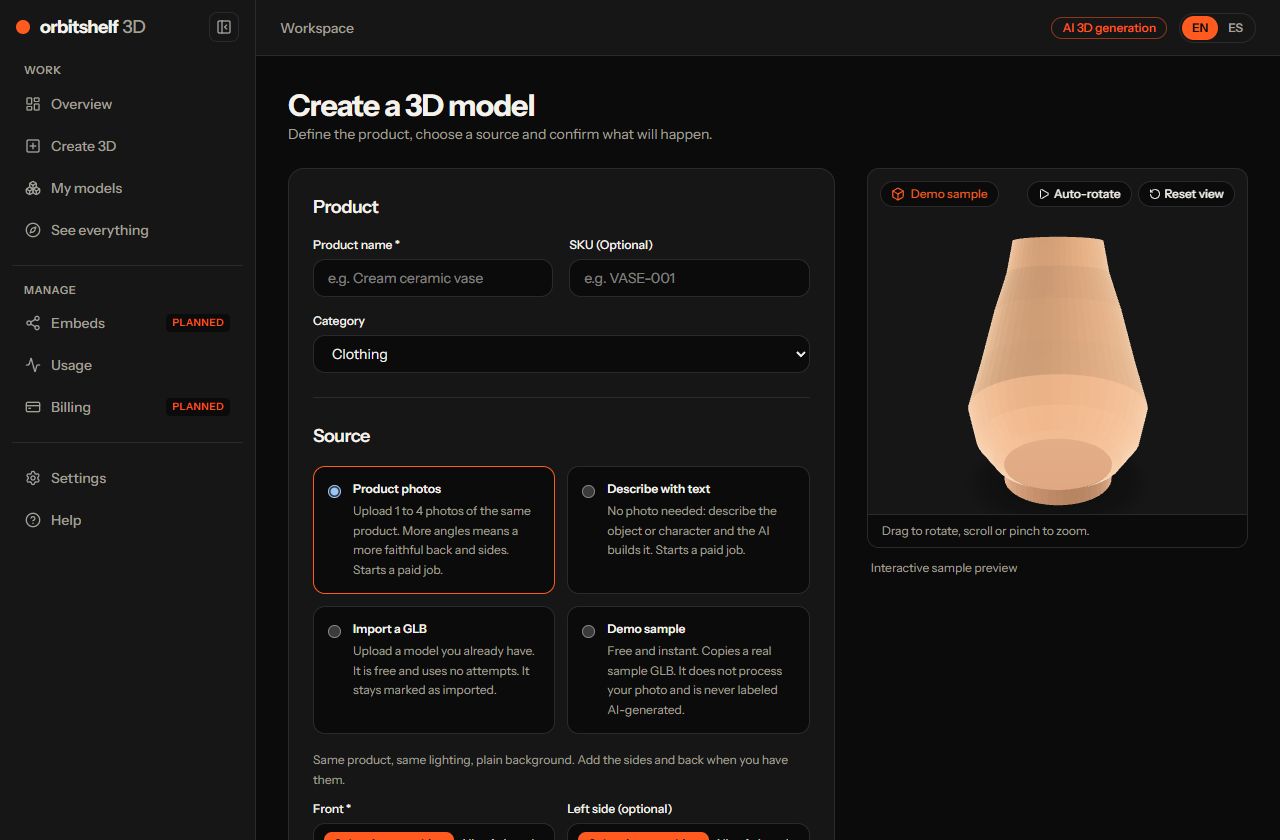 orbitshelf 3D
WORK
Overview
Create 3D
My models
See everything
MANAGE
Embeds PLANNED
Usage
Billing PLANNED
Settings
Help
Workspace
AI 3D generation
EN ES
Create a 3D model
Define the product, choose a source and confirm what will happen.
Product
Product name * SKU (Optional)
e.g. Cream ceramic vase e.g. VASE-001
Category
Clothing
Source
Product photos
Upload 1 to 4 photos of the same
product. More angles means a
more faithful back and sides.
Starts a paid job.
Describe with text
No photo needed: describe the
object or character and the AI
builds it. Starts a paid job.
Import a GLB
Upload a model you already have.
It is free and uses no attempts. It
stays marked as imported.
Demo sample
Free and instant. Copies a real
sample GLB. It does not process
your photo and is never labeled
AI-generated.
Same product, same lighting, plain background. Add the sides and back when you have
them.
Front * Left side (optional)
Demo sample Auto-rotate Reset view
Drag to rotate, scroll or pinch to zoom.
Interactive sample preview